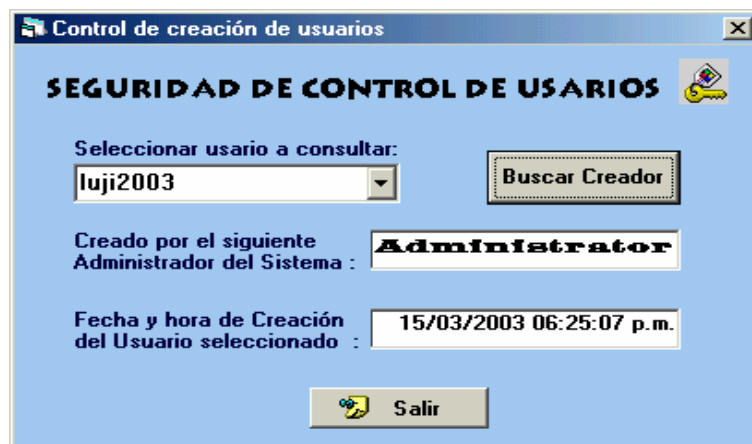 Control de creación de usuarios
SEGURIDAD DE CONTROL DE USARIOS
Seleccionar usario a consultar:
luji2003
Buscar Creador
Creado por el siguiente
Administrador del Sistema :
Administrator
Fecha y hora de Creación
del Usuario seleccionado :
15/03/2003 06:25:07 p.m.
Salir